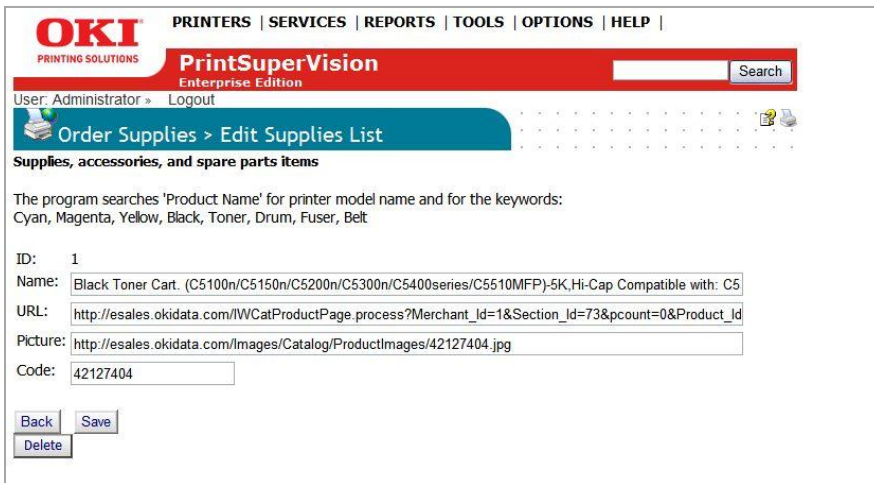 OKI
PRINTING SOLUTIONS
PRINTERS | SERVICES | REPORTS | TOOLS | OPTIONS | HELP |
PrintSuperVision
Enterprise Edition
Search
User: Administrator » Logout
Order Supplies > Edit Supplies List
Supplies, accessories, and spare parts items
The program searches 'Product Name' for printer model name and for the keywords:
Cyan, Magenta, Yellow, Black, Toner, Drum, Fuser, Belt
ID: 1
Name: Black Toner Cart. (C5100n/C5150n/C5200n/C5300n/C5400series/C5510MFP)-5K,Hi-Cap Compatible with: C5
URL: http://esales.okidata.com/IWCatProductPage.process?Merchant_Id=1&Section_Id=73&pcount=0&Product_Id
Picture: http://esales.okidata.com/Images/Catalog/ProductImages/42127404.jpg
Code: 42127404
Back Save
Delete